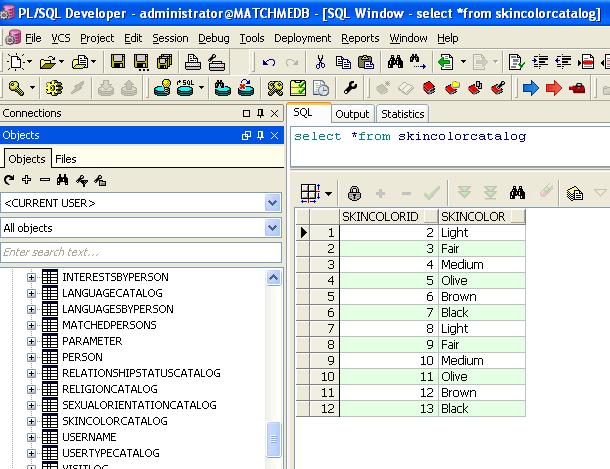 PL/SQL Developer - administrator@MATCHMEDB - [SQL Window - select *from skincolorcatalog]
File VCS Project Edit Session Debug Tools Deployment Reports Window Help
Connections
Objects
Objects Files
<CURRENT USER>
All objects
Enter search text...
INTERESTSBYPERSON
LANGUAGECATALOG
LANGUAGESBYPERSON
MATCHEDPERSONS
PARAMETER
PERSON
RELATIONSHIPSTATUSCATALOG
RELIGIONCATALOG
SEXUALORIENTATIONCATALOG
SKINCOLORCATALOG
USERNAME
USERTYPECATALOG
VISITLOG
SQL Output Statistics
select *from skincolorcatalog
SKINCOLORID SKINCOLOR
1 2 Light
2 3 Fair
3 4 Medium
4 5 Olive
5 6 Brown
6 7 Black
7 8 Light
8 9 Fair
9 10 Medium
10 11 Olive
11 12 Brown
12 13 Black